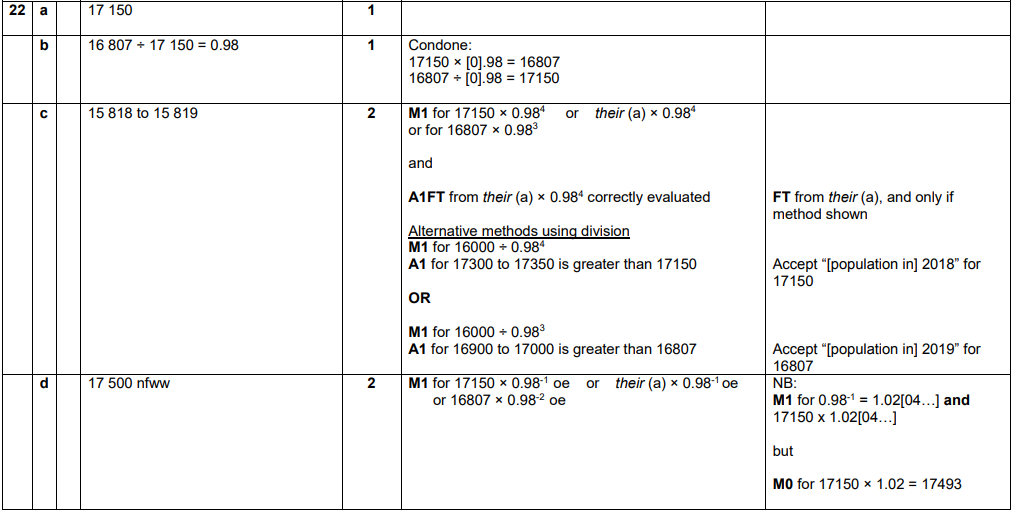 22 a 17 150 1
b 16 807 ÷ 17 150 = 0.98 1 Condone:
17150 × [0].98 = 16807
16807 ÷ [0].98 = 17150
c 15 818 to 15 819 2 M1 for 17150 × 0.98⁴ or their (a) × 0.98⁴
or for 16807 × 0.98³
and
A1FT from their (a) × 0.98⁴ correctly evaluated
FT from their (a), and only if
method shown
Alternative methods using division
M1 for 16000 ÷ 0.98⁴
A1 for 17300 to 17350 is greater than 17150
Accept “[population in] 2018” for
17150
OR
M1 for 16000 ÷ 0.98³
A1 for 16900 to 17000 is greater than 16807
Accept “[population in] 2019” for
16807
d 17 500 nfww 2 M1 for 17150 × 0.98⁻¹ oe or their (a) × 0.98⁻¹ oe
or 16807 × 0.98⁻² oe
NB:
M1 for 0.98⁻¹ = 1.02[04…] and
17150 x 1.02[04…]
but
M0 for 17150 × 1.02 = 17493